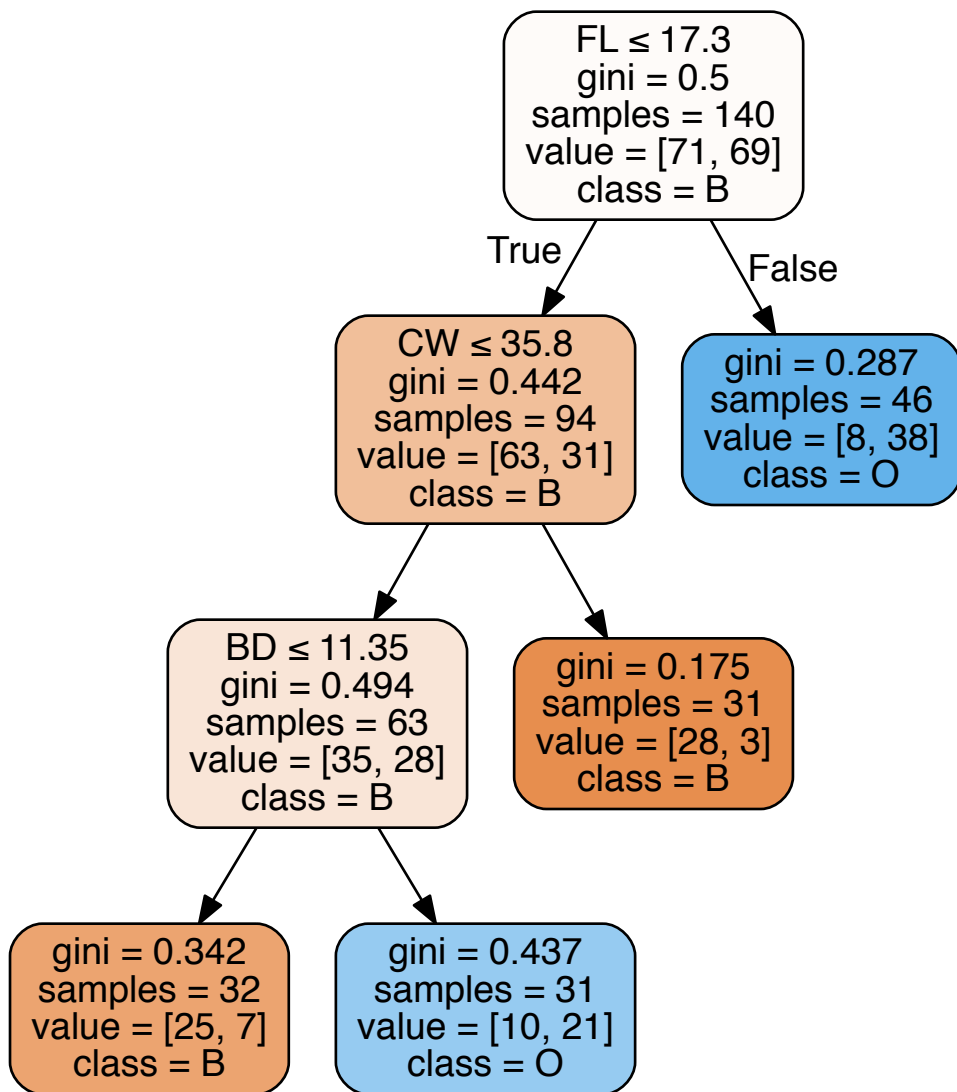 FL ≤ 17.3
gini = 0.5
samples = 140
value = [71, 69]
class = B
True
False
CW ≤ 35.8
gini = 0.442
samples = 94
value = [63, 31]
class = B
gini = 0.287
samples = 46
value = [8, 38]
class = O
BD ≤ 11.35
gini = 0.494
samples = 63
value = [35, 28]
class = B
gini = 0.175
samples = 31
value = [28, 3]
class = B
gini = 0.342
samples = 32
value = [25, 7]
class = B
gini = 0.437
samples = 31
value = [10, 21]
class = O